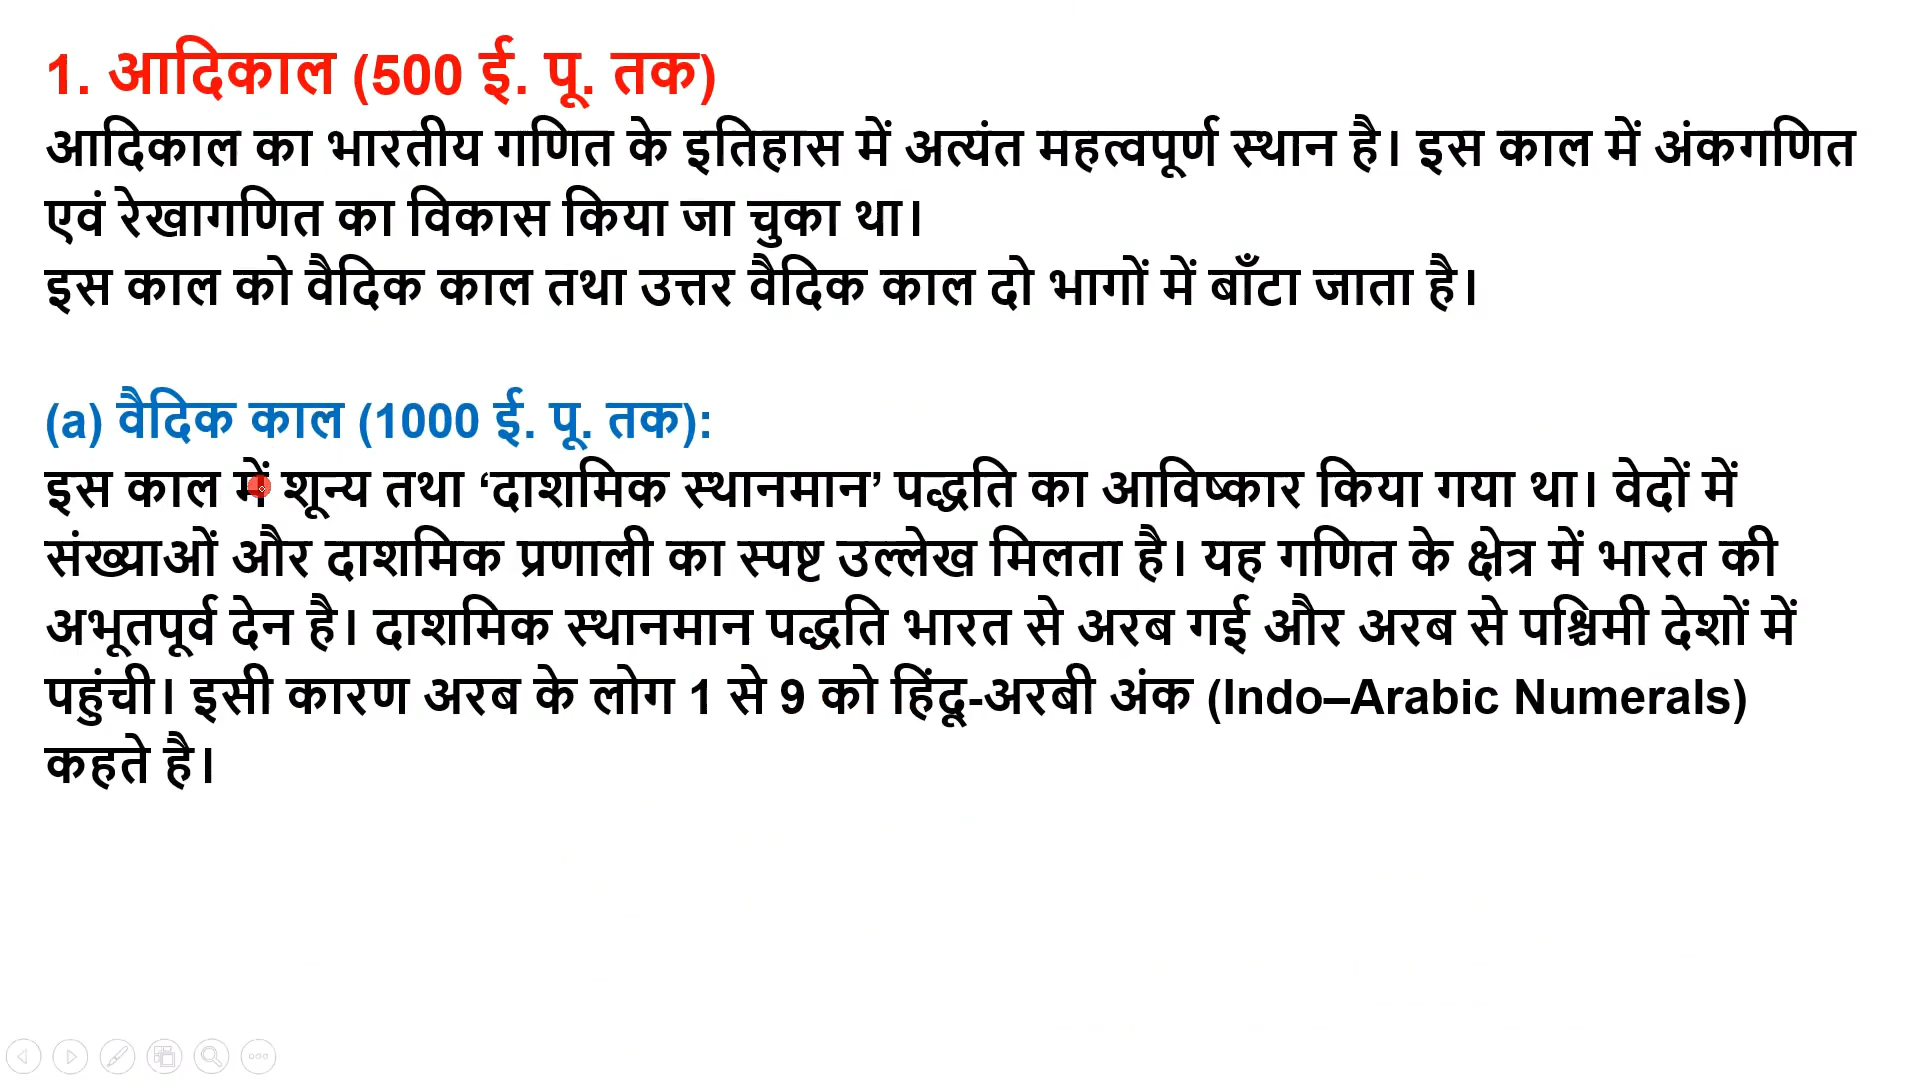 1. आदिकाल (500 ई. पू. तक)
आदिकाल का भारतीय गणित के इतिहास में अत्यंत महत्वपूर्ण स्थान है। इस काल में अंकगणित
एवं रेखागणित का विकास किया जा चुका था।
इस काल को वैदिक काल तथा उत्तर वैदिक काल दो भागों में बाँटा जाता है।
(a) वैदिक काल (1000 ई. पू. तक):
इस काल में शून्य तथा ‘दाशमिक स्थानमान’ पद्धति का आविष्कार किया गया था। वेदों में
संख्याओं और दाशमिक प्रणाली का स्पष्ट उल्लेख मिलता है। यह गणित के क्षेत्र में भारत की
अभूतपूर्व देन है। दाशमिक स्थानमान पद्धति भारत से अरब गई और अरब से पश्चिमी देशों में
पहुंची। इसी कारण अरब के लोग 1 से 9 को हिंदू-अरबी अंक (Indo–Arabic Numerals)
कहते है।